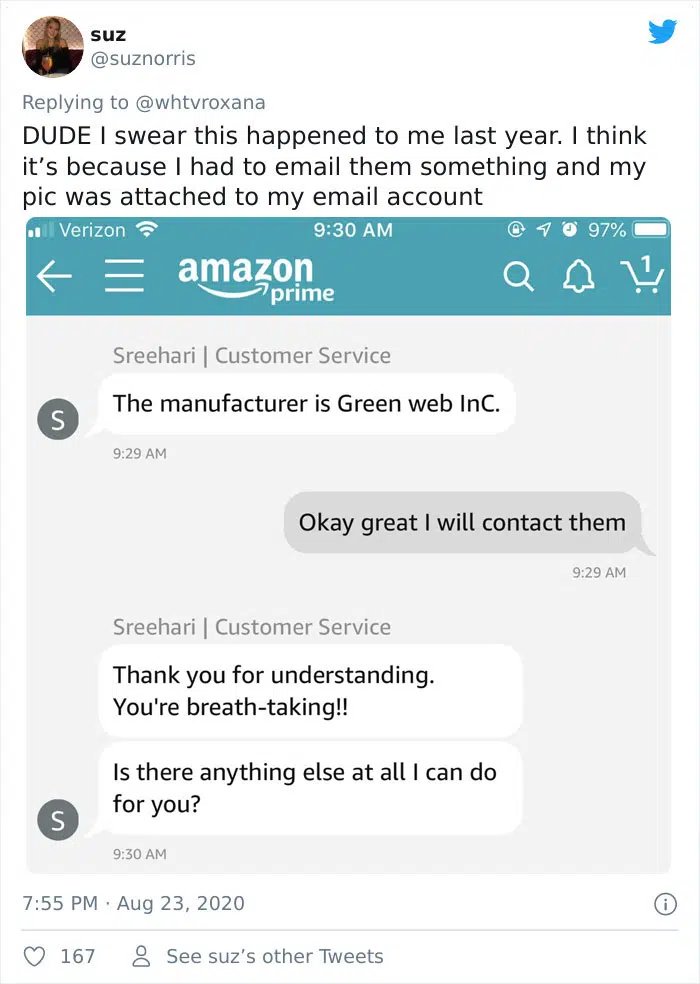 suz
@suznorris
Replying to @whtvroxana
DUDE I swear this happened to me last year. I think
it’s because I had to email them something and my
pic was attached to my email account
Verizon 9:30 AM 97%
amazon
prime
1
Sreehari | Customer Service
The manufacturer is Green web InC.
S
9:29 AM
Okay great I will contact them
9:29 AM
Sreehari | Customer Service
Thank you for understanding.
You're breath-taking!!
Is there anything else at all I can do
for you?
S
9:30 AM
7:55 PM · Aug 23, 2020
167 See suz’s other Tweets